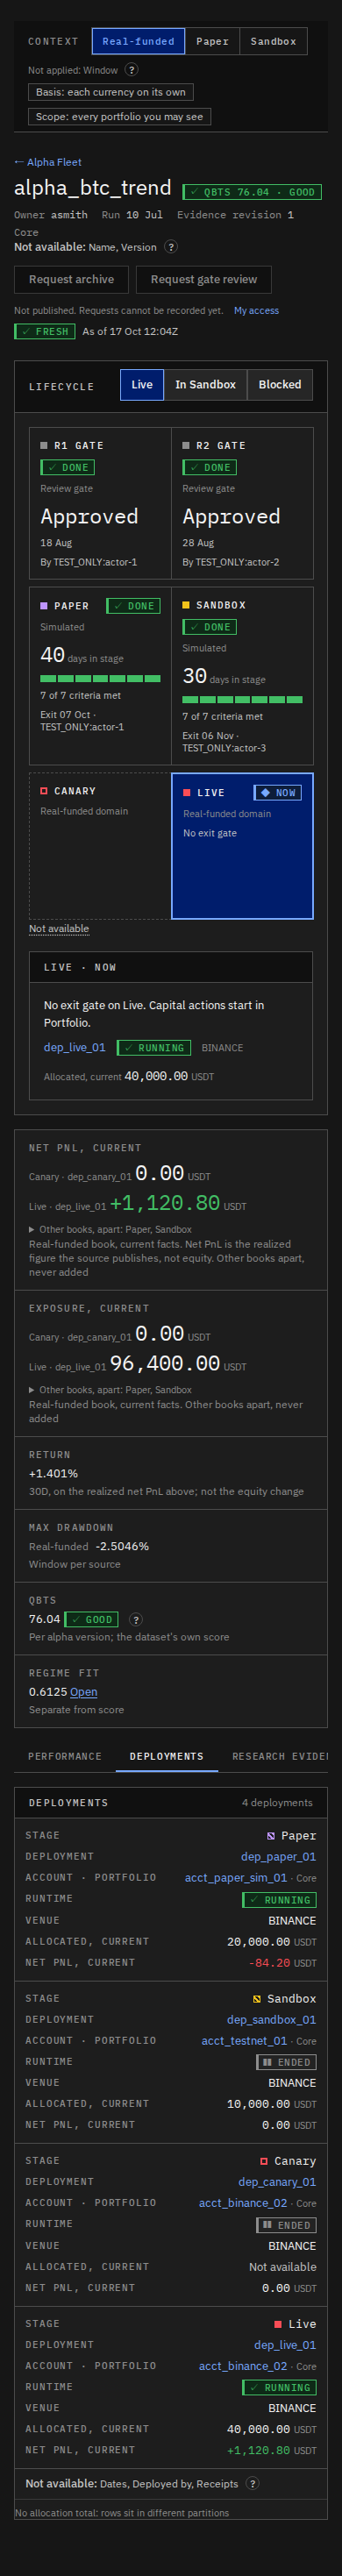 CONTEXT Real-funded Paper Sandbox
Not applied: Window ?
Basis: each currency on its own
Scope: every portfolio you may see
← Alpha Fleet
alpha_btc_trend ✓ QBTS 76.04 · GOOD
Owner asmith Run 10 Jul Evidence revision 1
Core
Not available: Name, Version ?
Request archive Request gate review
Not published. Requests cannot be recorded yet. My access
✓ FRESH As of 17 Oct 12:04Z
LIFECYCLE Live In Sandbox Blocked
R1 GATE
✓ DONE
Review gate
Approved
18 Aug
By TEST_ONLY:actor-1
R2 GATE
✓ DONE
Review gate
Approved
28 Aug
By TEST_ONLY:actor-2
PAPER ✓ DONE
Simulated
40 days in stage
7 of 7 criteria met
Exit 07 Oct ·
TEST_ONLY:actor-1
SANDBOX
✓ DONE
Simulated
30 days in stage
7 of 7 criteria met
Exit 06 Nov ·
TEST_ONLY:actor-3
CANARY
Real-funded domain
LIVE ◆ NOW
Real-funded domain
No exit gate
Not available
LIVE · NOW
No exit gate on Live. Capital actions start in
Portfolio.
dep_live_01 ✓ RUNNING BINANCE
Allocated, current 40,000.00 USDT
NET PNL, CURRENT
Canary · dep_canary_01 0.00 USDT
Live · dep_live_01 +1,120.80 USDT
▶ Other books, apart: Paper, Sandbox
Real-funded book, current facts. Net PnL is the realized
figure the source publishes, not equity. Other books apart,
never added
EXPOSURE, CURRENT
Canary · dep_canary_01 0.00 USDT
Live · dep_live_01 96,400.00 USDT
▶ Other books, apart: Paper, Sandbox
Real-funded book, current facts. Other books apart, never
added
RETURN
+1.401%
30D, on the realized net PnL above; not the equity change
MAX DRAWDOWN
Real-funded -2.5046%
Window per source
QBTS
76.04 ✓ GOOD ?
Per alpha version; the dataset's own score
REGIME FIT
0.6125 Open
Separate from score
PERFORMANCE DEPLOYMENTS RESEARCH EVIDEN
DEPLOYMENTS 4 deployments
STAGE Paper
DEPLOYMENT dep_paper_01
ACCOUNT · PORTFOLIO acct_paper_sim_01 · Core
RUNTIME ✓ RUNNING
VENUE BINANCE
ALLOCATED, CURRENT 20,000.00 USDT
NET PNL, CURRENT -84.20 USDT
STAGE Sandbox
DEPLOYMENT dep_sandbox_01
ACCOUNT · PORTFOLIO acct_testnet_01 · Core
RUNTIME ENDED
VENUE BINANCE
ALLOCATED, CURRENT 10,000.00 USDT
NET PNL, CURRENT 0.00 USDT
STAGE Canary
DEPLOYMENT dep_canary_01
ACCOUNT · PORTFOLIO acct_binance_02 · Core
RUNTIME ENDED
VENUE BINANCE
ALLOCATED, CURRENT Not available
NET PNL, CURRENT 0.00 USDT
STAGE Live
DEPLOYMENT dep_live_01
ACCOUNT · PORTFOLIO acct_binance_02 · Core
RUNTIME ✓ RUNNING
VENUE BINANCE
ALLOCATED, CURRENT 40,000.00 USDT
NET PNL, CURRENT +1,120.80 USDT
Not available: Dates, Deployed by, Receipts ?
No allocation total: rows sit in different partitions